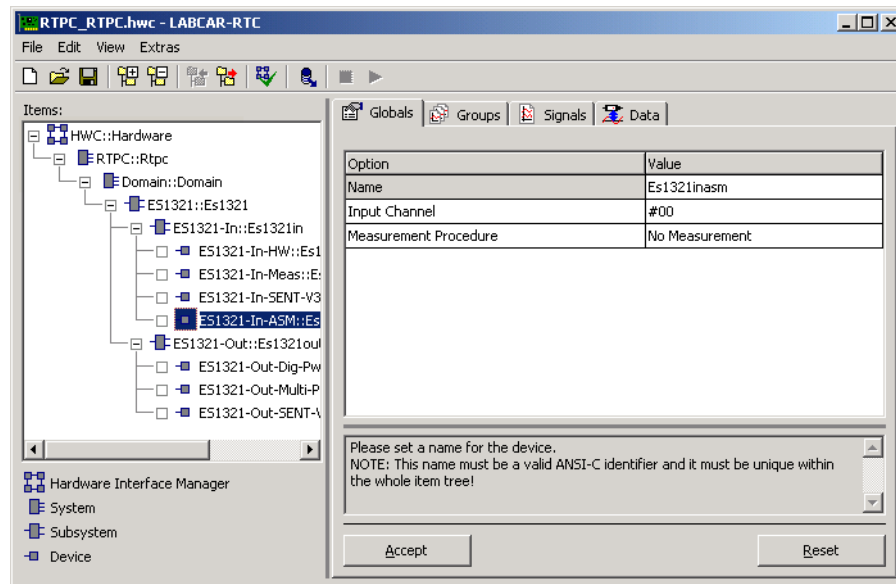 RTPC_RTPC.hwc - LABCAR-RTC
File Edit View Extras
Items:
HWC::Hardware
RTPC::Rtpc
Domain::Domain
ES1321::Es1321
ES1321-In::Es1321in
ES1321-In-HW::Es1
ES1321-In-Meas::Es
ES1321-In-SENT-V3
ES1321-In-ASM::Es
ES1321-Out::Es1321out
ES1321-Out-Dig-Pw
ES1321-Out-Multi-P
ES1321-Out-SENT-V
Hardware Interface Manager
System
Subsystem
Device
Globals Groups Signals Data
Option Value
Name Es1321inasm
Input Channel #00
Measurement Procedure No Measurement
Please set a name for the device.
NOTE: This name must be a valid ANSI-C identifier and it must be unique within
the whole item tree!
Accept Reset